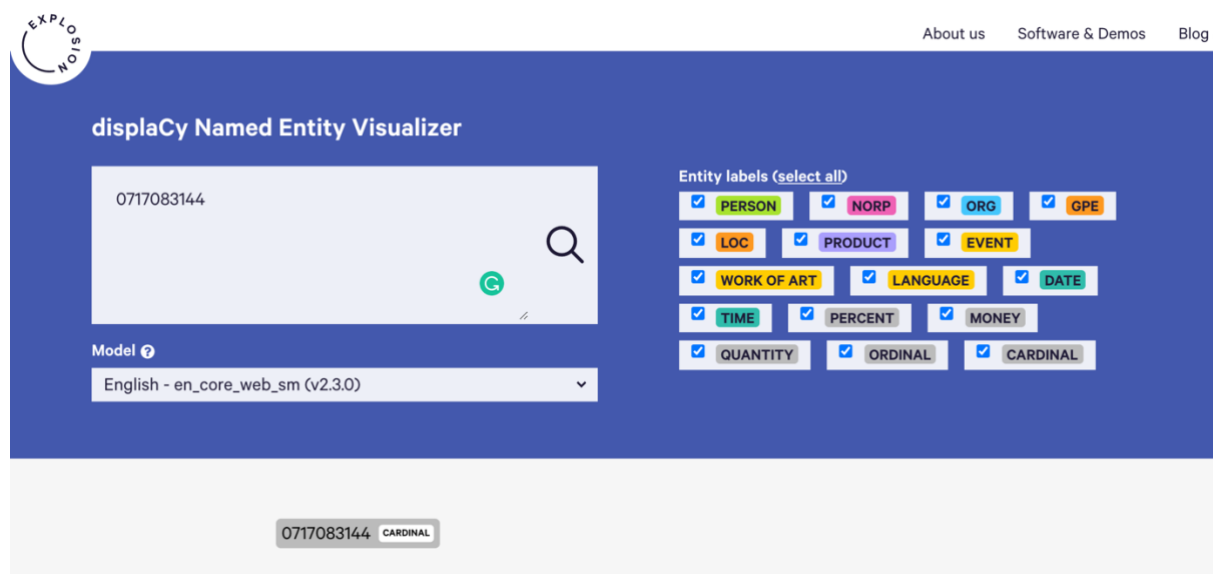 EXPLOSION
About us Software & Demos Blog
displaCy Named Entity Visualizer
0717083144
Model ?
English - en_core_web_sm (v2.3.0)
Entity labels (select all)
PERSON NORP ORG GPE
LOC PRODUCT EVENT
WORK OF ART LANGUAGE DATE
TIME PERCENT MONEY
QUANTITY ORDINAL CARDINAL
0717083144 CARDINAL